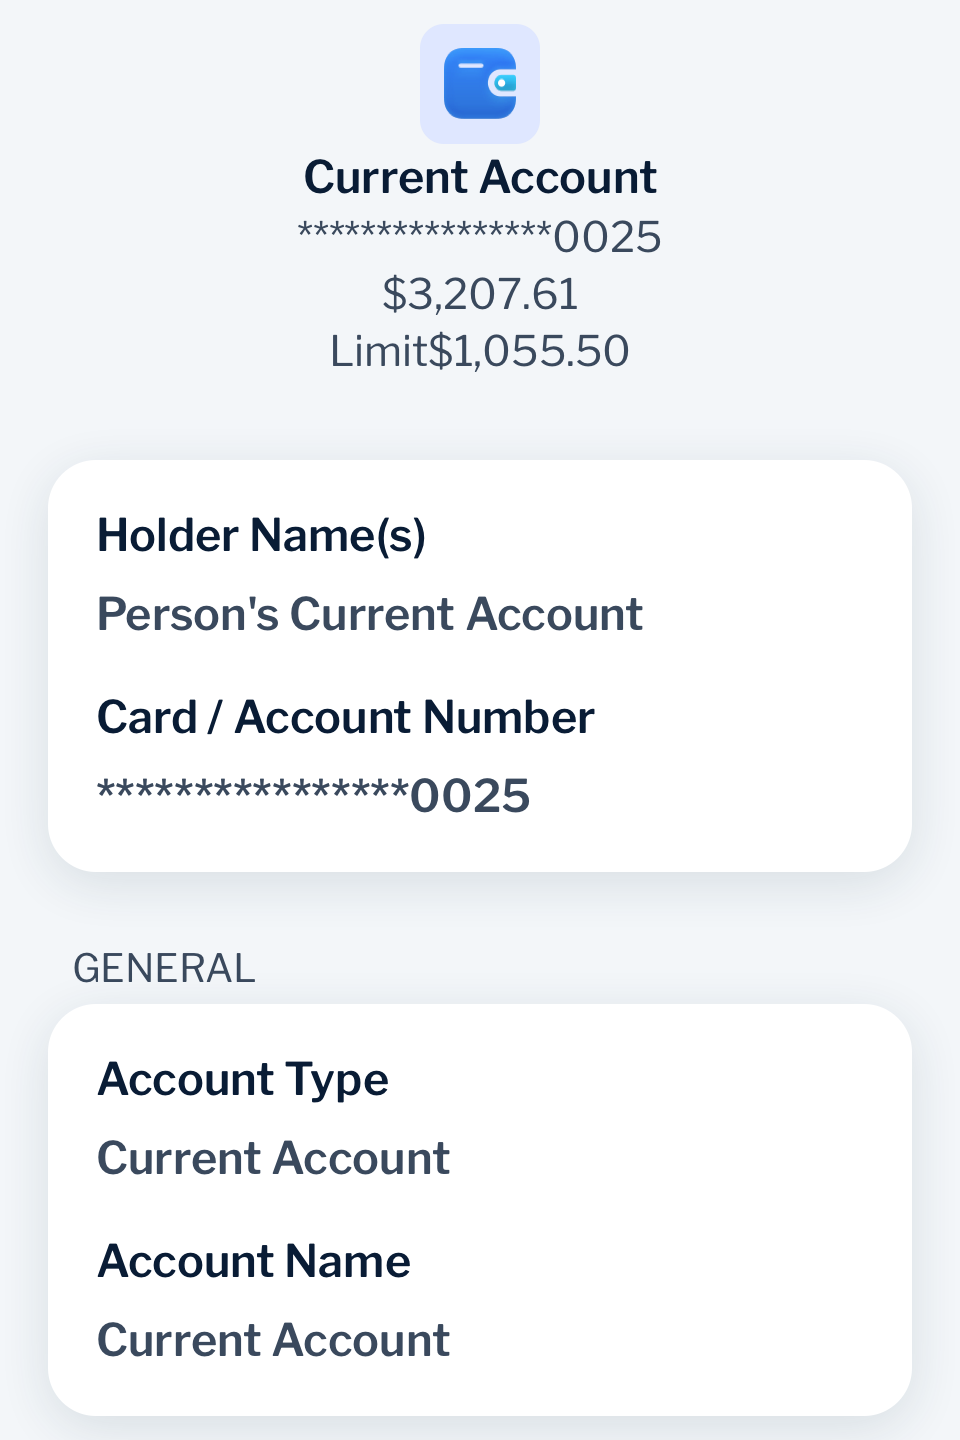 Current Account
****************0025
$3,207.61
Limit$1,055.50
Holder Name(s)
Person's Current Account
Card / Account Number
****************0025
GENERAL
Account Type
Current Account
Account Name
Current Account